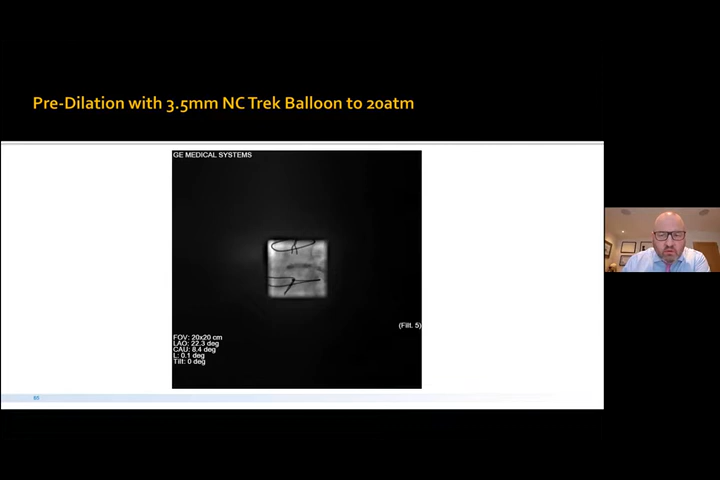 Pre-Dilation with 3.5mm NC Trek Balloon to 20atm
GE MEDICAL SYSTEMS
(Filt. 5)
FOV: 20x20 cm
LAO: 22.3 deg
CAU: 8.4 deg
L: 0.1 deg
Tilt: 0 deg